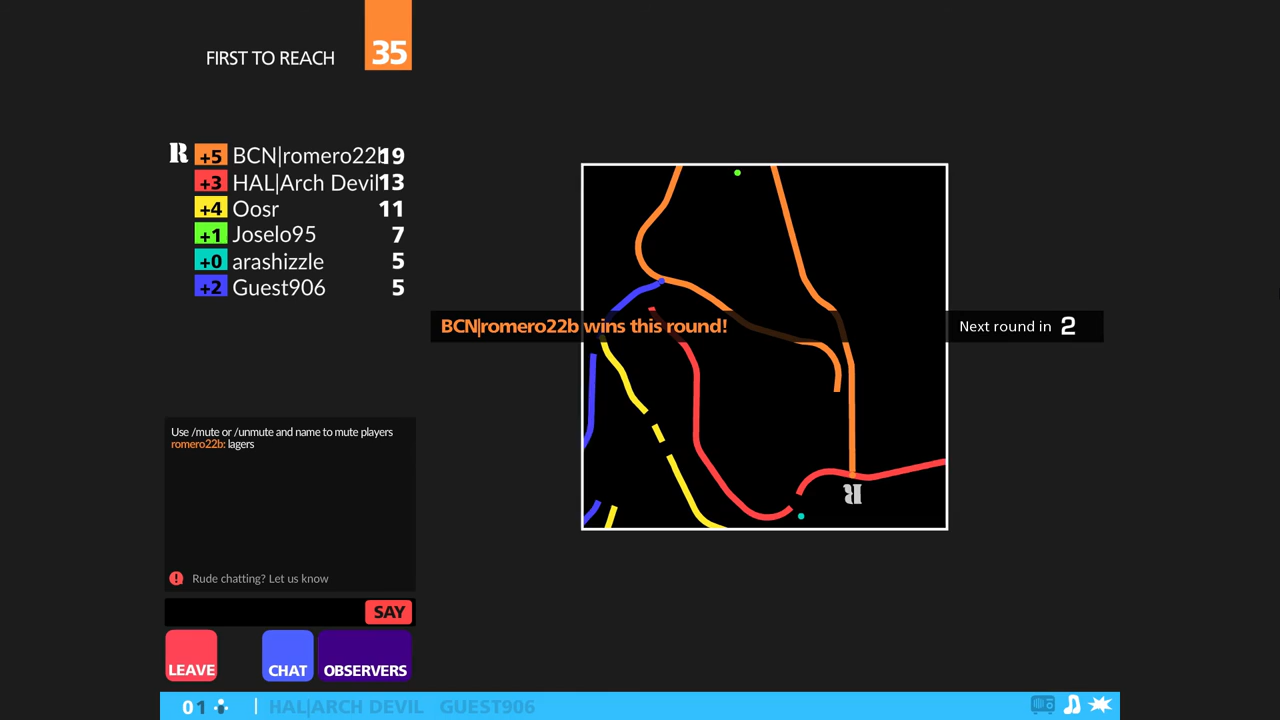 FIRST TO REACH 35
R +5 BCN|romero22b 19
+3 HAL|Arch Devil 13
+4 Oosr 11
+1 Joselo95 7
+0 arashizzle 5
+2 Guest906 5
BCN|romero22b wins this round!
Next round in 2
R
Use /mute or /unmute and name to mute players
romero22b: lagers
! Rude chatting? Let us know
SAY
LEAVE CHAT OBSERVERS
01 HAL|ARCH DEVIL GUEST906